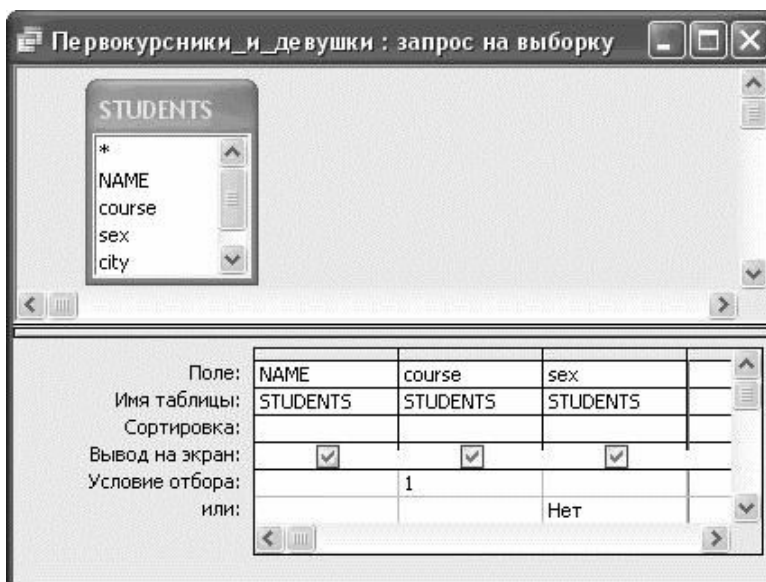 Первокурсники_и_девушки : запрос на выборку
STUDENTS
*
NAME
course
sex
city
Поле: NAME course sex
Имя таблицы: STUDENTS STUDENTS STUDENTS
Сортировка:
Вывод на экран:
Условие отбора: 1
или: Нет